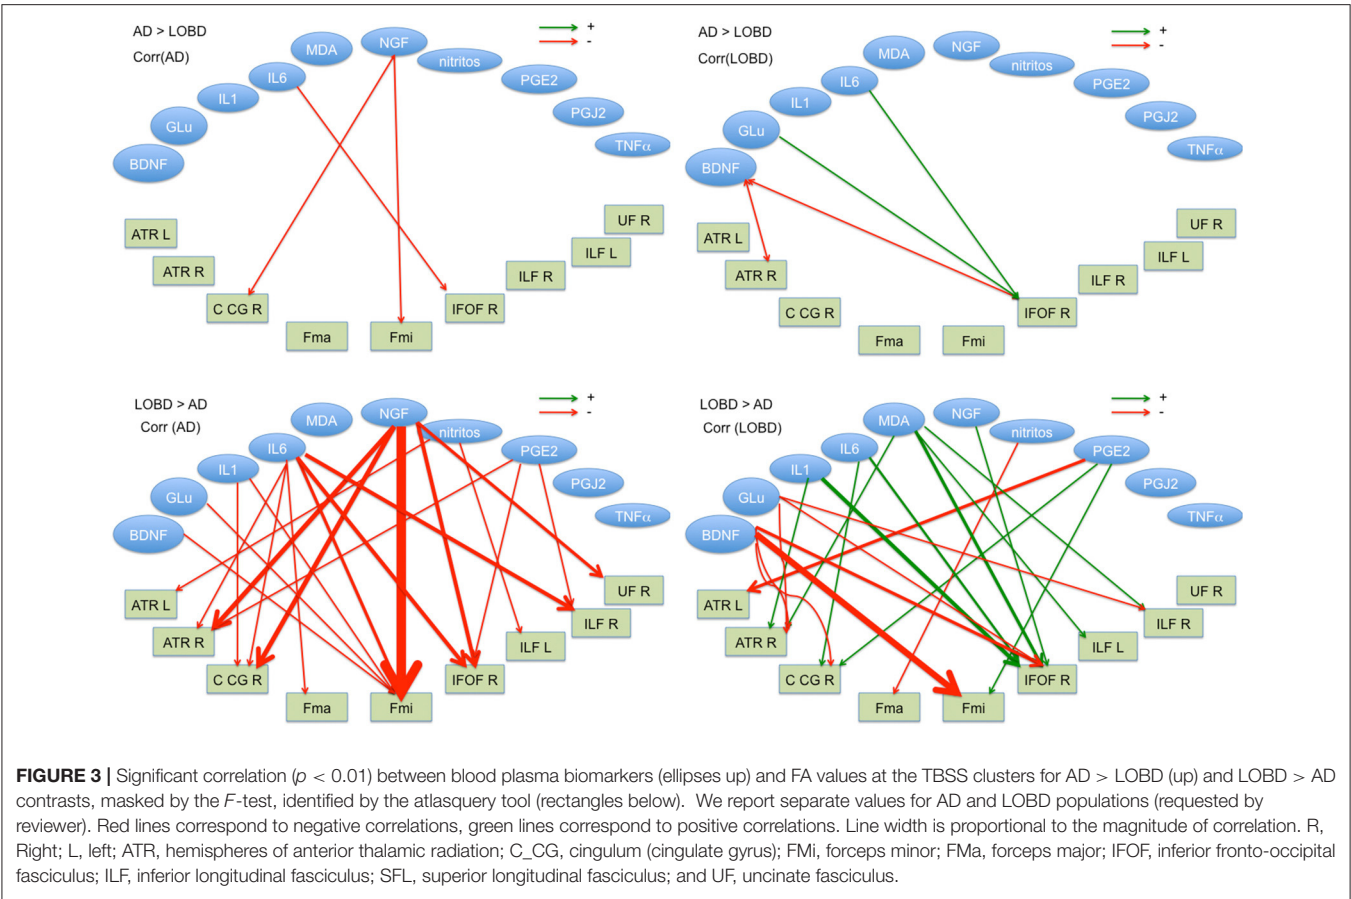 AD > LOBD
Corr(AD)
+
-
NGF
MDA
nitritos
IL6
PGE2
IL1
PGJ2
GLu
TNFα
BDNF
UF R
ATR L
ILF L
ATR R
ILF R
C CG R
IFOF R
Fma
Fmi
AD > LOBD
Corr(LOBD)
+
-
NGF
MDA
nitritos
IL6
PGE2
IL1
PGJ2
GLu
TNFα
BDNF
UF R
ATR L
ILF L
ATR R
ILF R
C CG R
IFOF R
Fma
Fmi
LOBD > AD
Corr (AD)
+
-
NGF
MDA
nitritos
IL6
PGE2
IL1
PGJ2
GLu
TNFα
BDNF
UF R
ATR L
ILF R
ATR R
ILF L
C CG R
IFOF R
Fma
Fmi
LOBD > AD
Corr (LOBD)
+
-
NGF
MDA
nitritos
IL6
PGE2
IL1
PGJ2
GLu
TNFα
BDNF
UF R
ATR L
ILF R
ATR R
ILF L
C CG R
IFOF R
Fma
Fmi
FIGURE 3 | Significant correlation (p < 0.01) between blood plasma biomarkers (ellipses up) and FA values at the TBSS clusters for AD > LOBD (up) and LOBD > AD
contrasts, masked by the F-test, identified by the atlasquery tool (rectangles below). We report separate values for AD and LOBD populations (requested by
reviewer). Red lines correspond to negative correlations, green lines correspond to positive correlations. Line width is proportional to the magnitude of correlation. R,
Right; L, left; ATR, hemispheres of anterior thalamic radiation; C_CG, cingulum (cingulate gyrus); FMi, forceps minor; FMa, forceps major; IFOF, inferior fronto-occipital
fasciculus; ILF, inferior longitudinal fasciculus; SFL, superior longitudinal fasciculus; and UF, uncinate fasciculus.